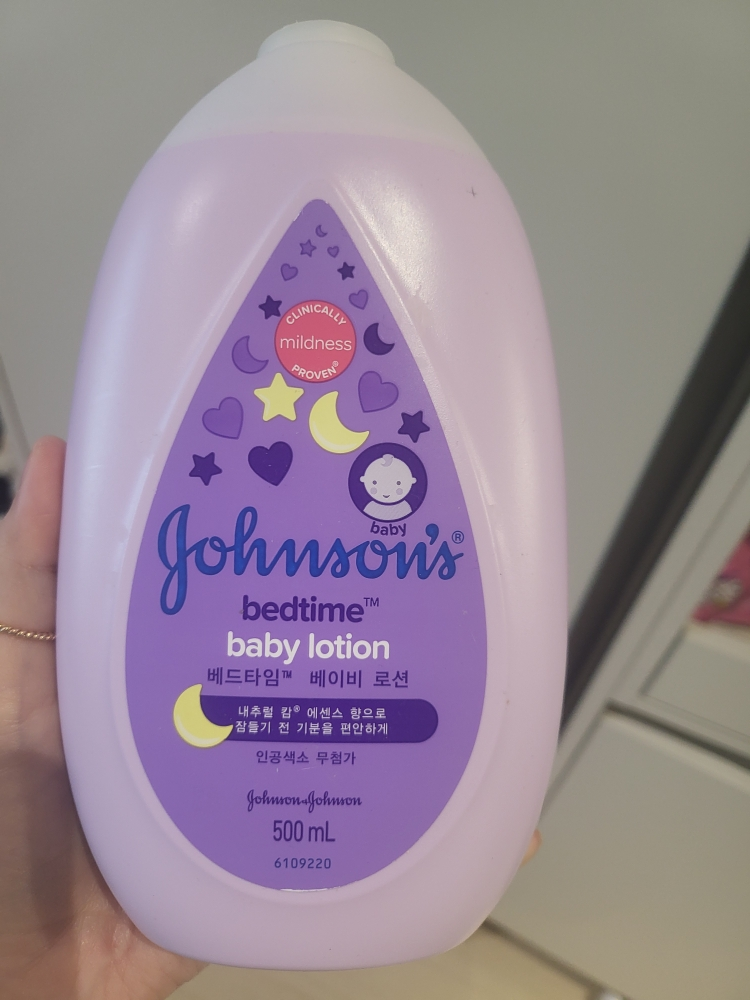 CLINICALLY
mildness
PROVEN®
baby
Johnson's®
bedtime™
baby lotion
베드타임™ 베이비 로션
내추럴 캄® 에센스 향으로
잠들기 전 기분을 편안하게
인공색소 무첨가
Johnson & Johnson
500 mL
6109220